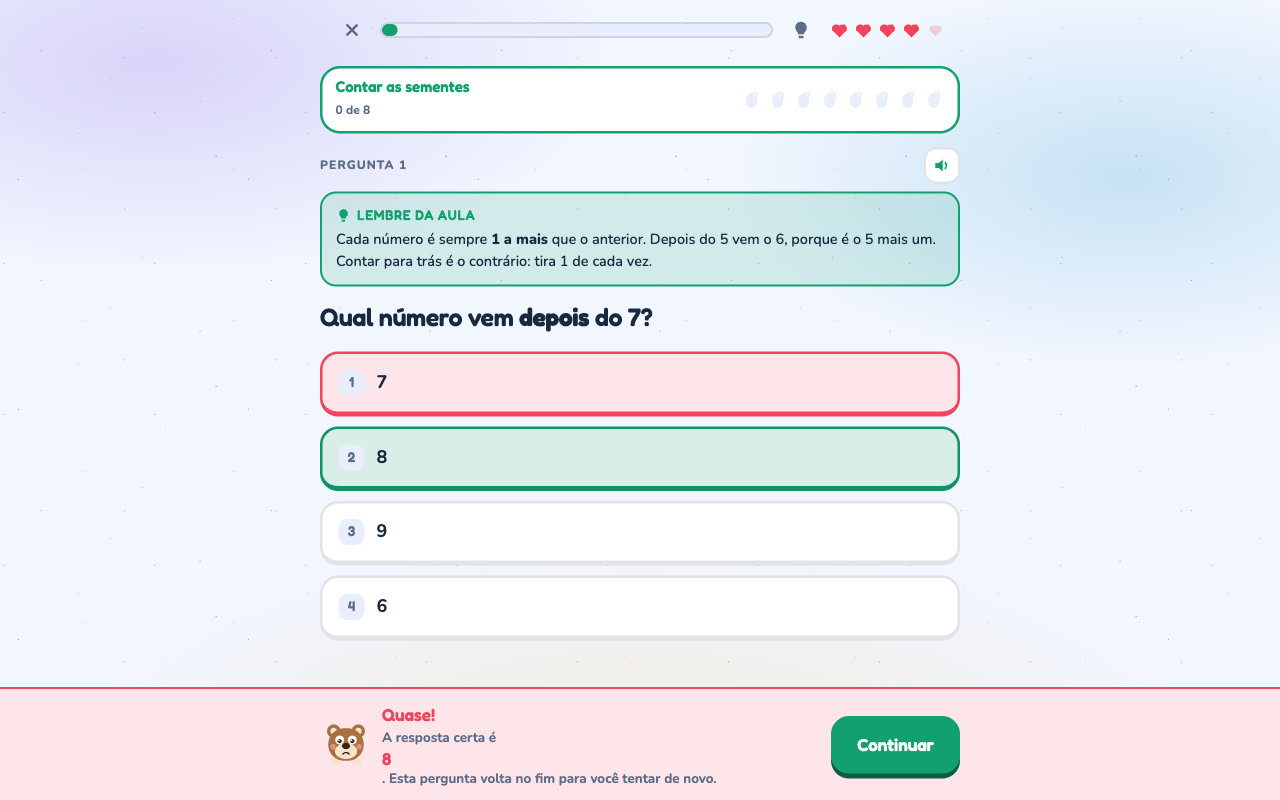 Contar as sementes
0 de 8
PERGUNTA 1
LEMBRE DA AULA
Cada número é sempre 1 a mais que o anterior. Depois do 5 vem o 6, porque é o 5 mais um.
Contar para trás é o contrário: tira 1 de cada vez.
Qual número vem depois do 7?
1 7
2 8
3 9
4 6
Quase!
A resposta certa é
8
. Esta pergunta volta no fim para você tentar de novo.
Continuar